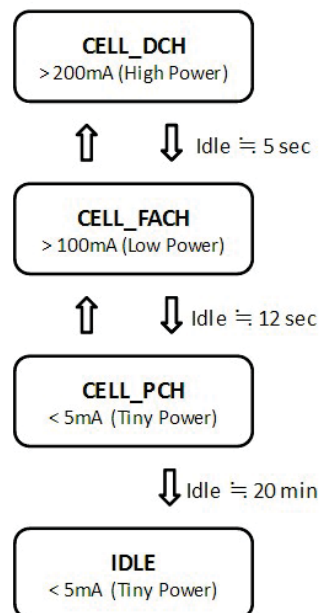 CELL_DCH
> 200mA (High Power)
Idle ≒ 5 sec
CELL_FACH
> 100mA (Low Power)
Idle ≒ 12 sec
CELL_PCH
< 5mA (Tiny Power)
Idle ≒ 20 min
IDLE
< 5mA (Tiny Power)